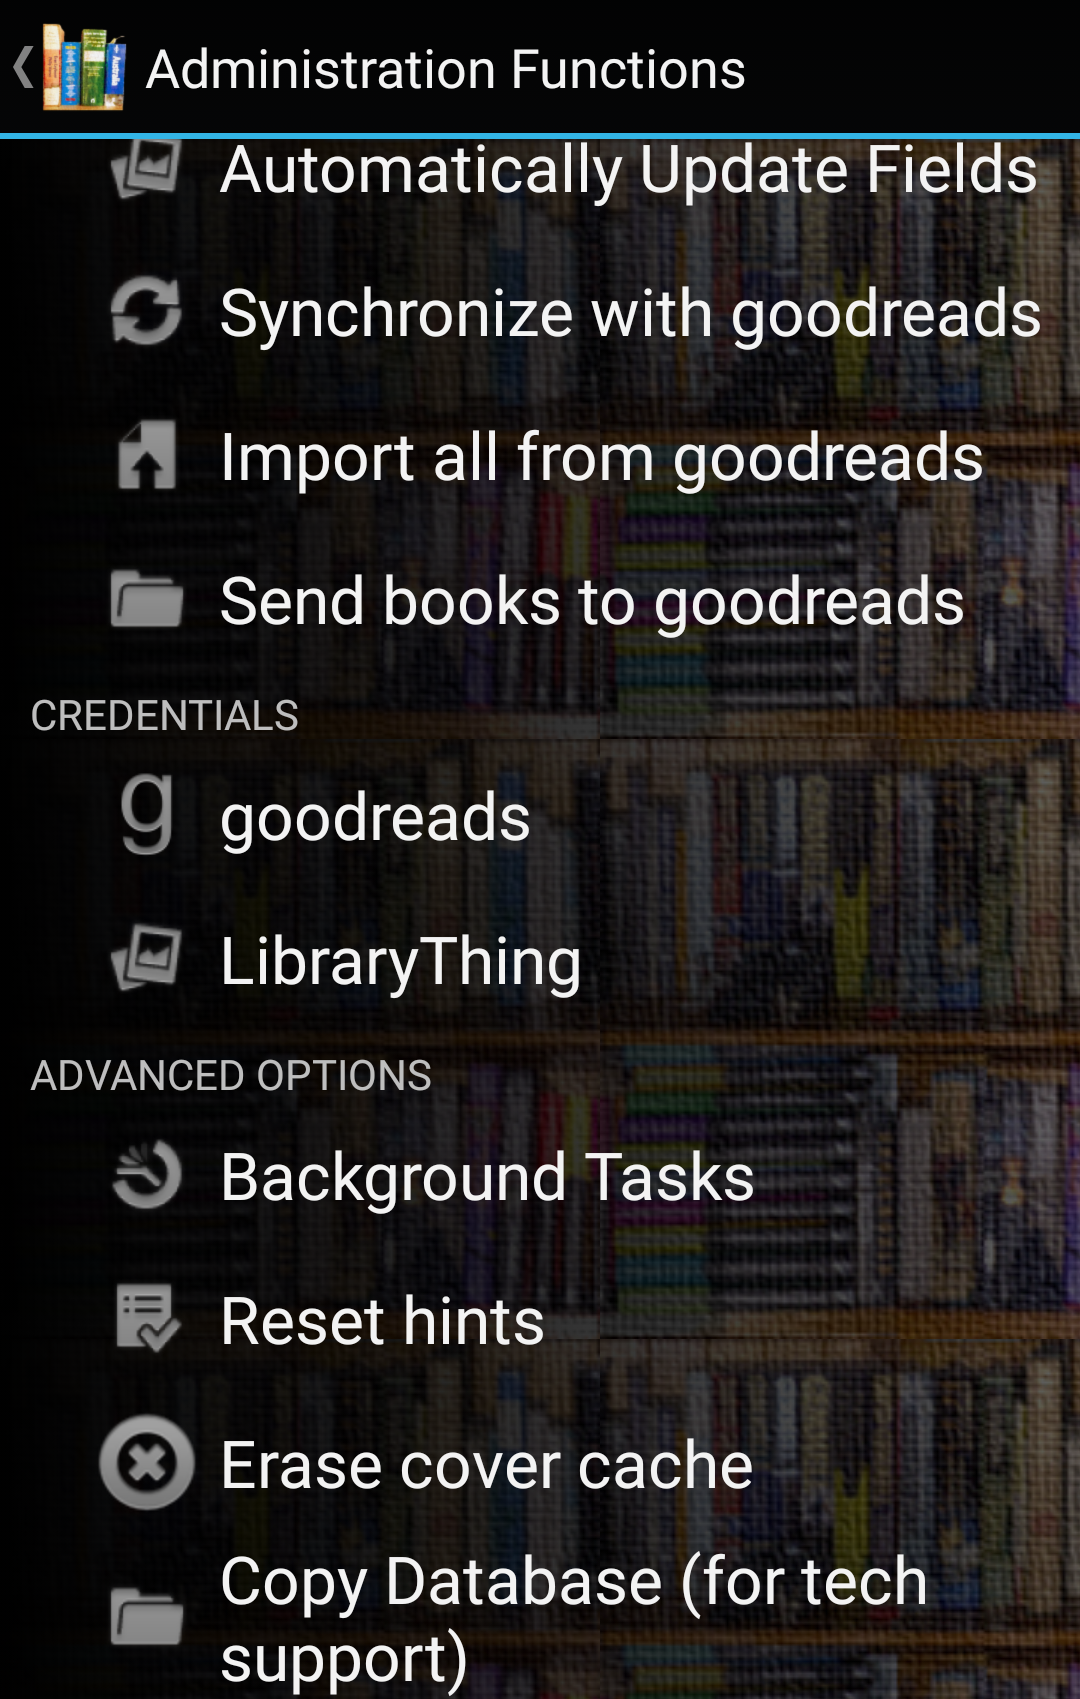 Administration Functions
Automatically Update Fields
Synchronize with goodreads
Import all from goodreads
Send books to goodreads
CREDENTIALS
g
goodreads
LibraryThing
ADVANCED OPTIONS
Background Tasks
Reset hints
Erase cover cache
Copy Database (for tech
support)